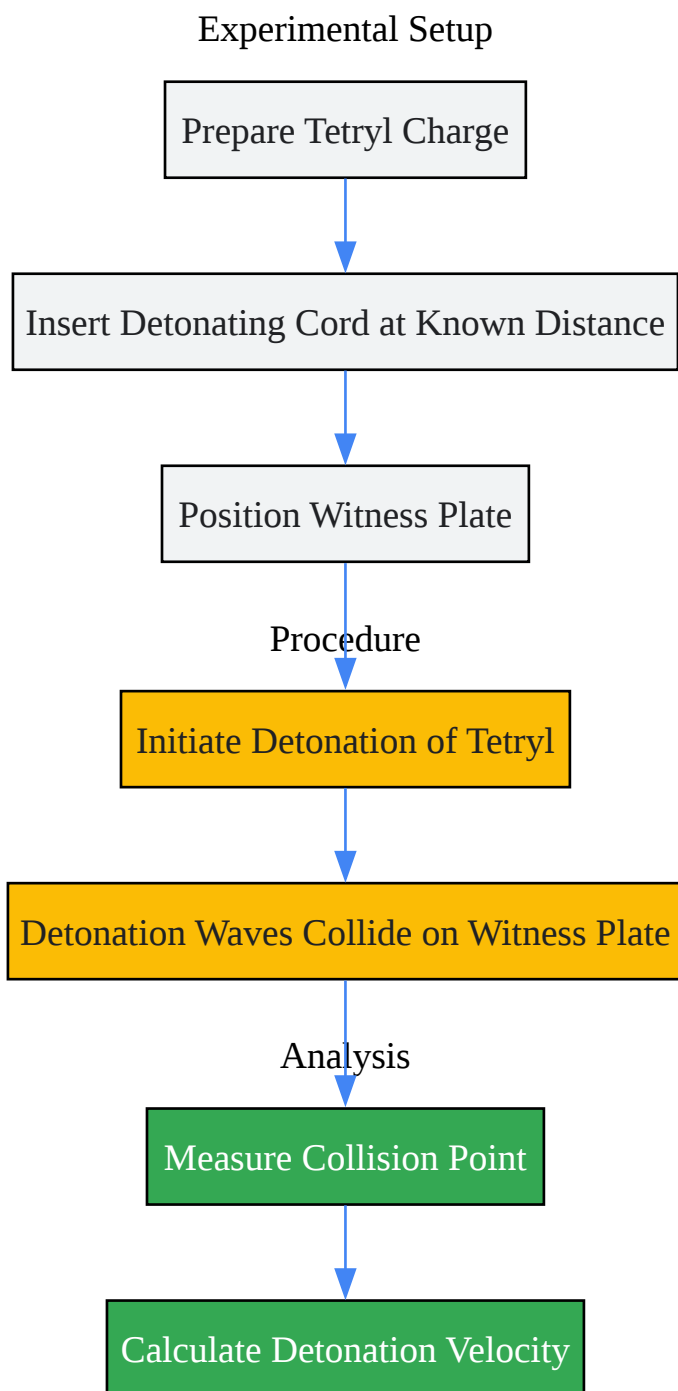 Experimental Setup
Prepare Tetryl Charge
Insert Detonating Cord at Known Distance
Position Witness Plate
Procedure
Initiate Detonation of Tetryl
Detonation Waves Collide on Witness Plate
Analysis
Measure Collision Point
Calculate Detonation Velocity